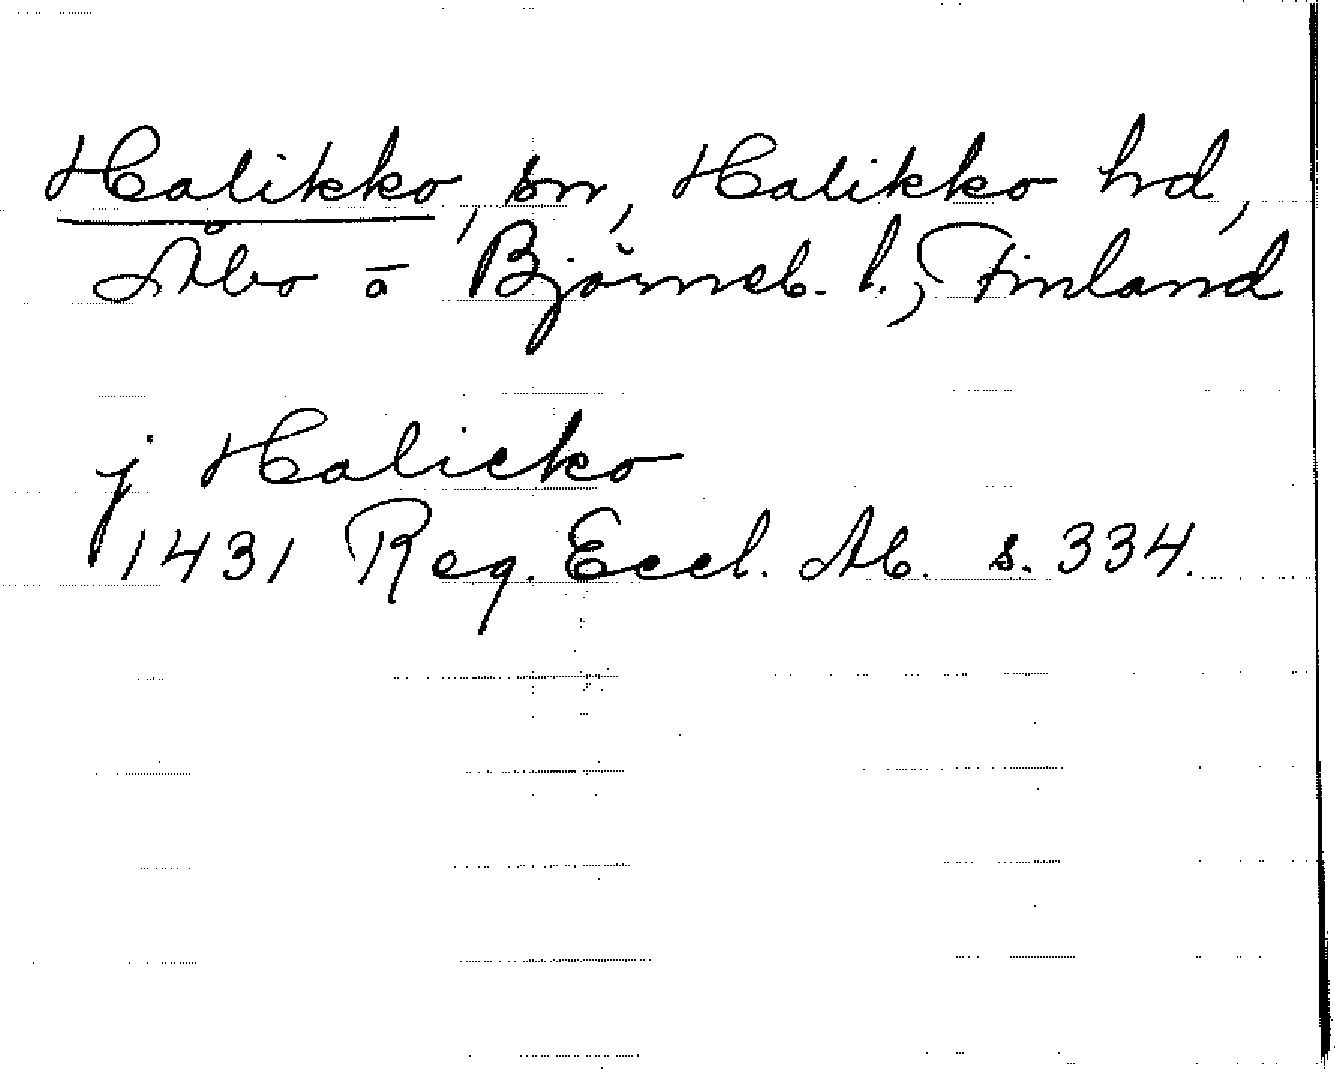 Halikko, sn, Halikko hd,
Åbo o Björneb. l., Finland
j Halicko
1431 Reg. Eccl. Ab. s. 334.